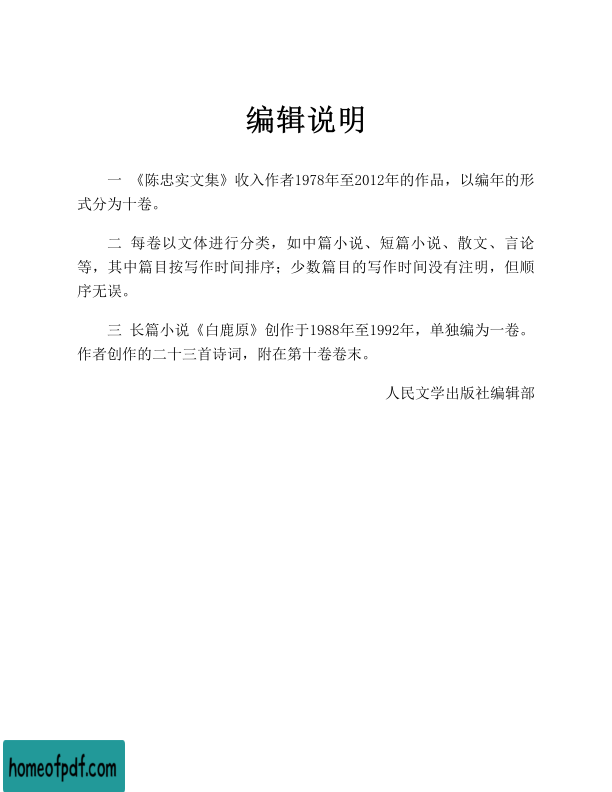 编辑说明
一 《陈忠实文集》收入作者1978年至2012年的作品，以编年的形
式分为十卷。
二 每卷以文体进行分类，如中篇小说、短篇小说、散文、言论
等，其中篇目按写作时间排序；少数篇目的写作时间没有注明，但顺
序无误。
三 长篇小说《白鹿原》创作于1988年至1992年，单独编为一卷。
作者创作的二十三首诗词，附在第十卷卷末。
人民文学出版社编辑部
homeofpdf.com